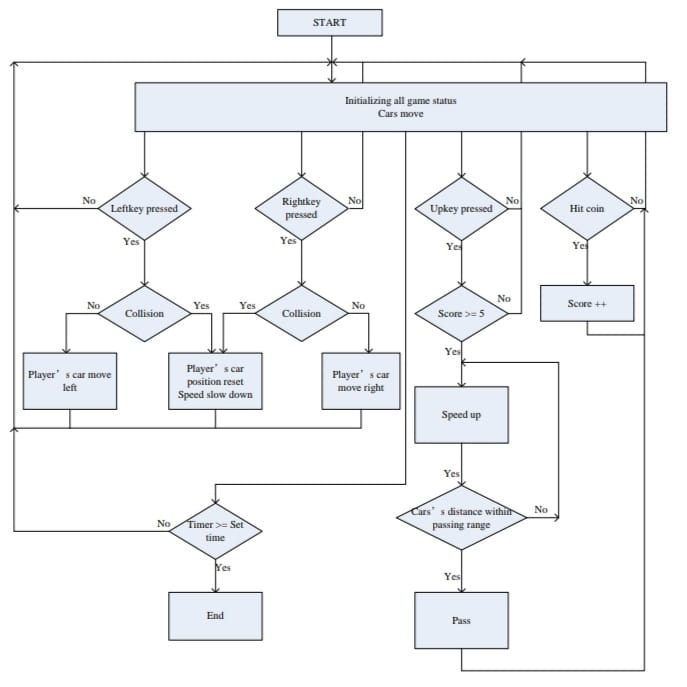 START
Initializing all game status
Cars move
No
Leftkey pressed
Yes
Rightkey
pressed
No
Yes
Upkey pressed
No
Yes
Hit coin
No
Yes
No
Collision
Yes
Yes
Collision
No
Score >= 5
No
Yes
Score ++
Player’s car move
left
Player’s car
position reset
Speed slow down
Player’s car
move right
Speed up
Yes
No
Timer >= Set
time
Yes
Cars’s distance within
passing range
No
Yes
End
Pass